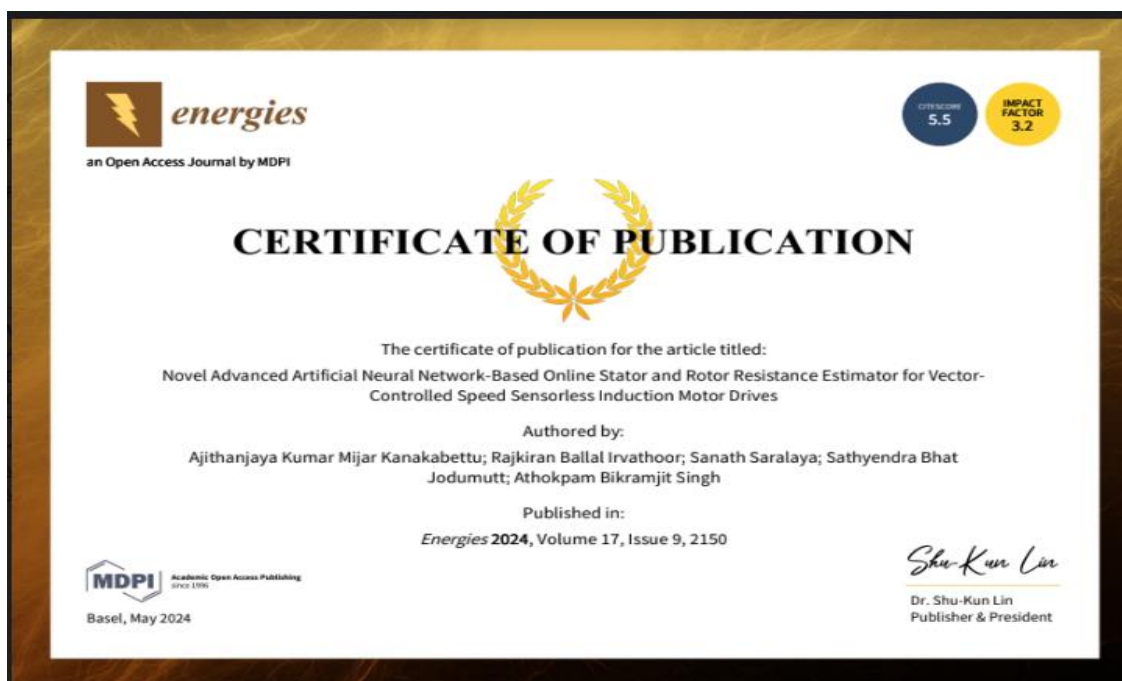 energies
an Open Access Journal by MDPI
CITESCORE
5.5
IMPACT
FACTOR
3.2
CERTIFICATE OF PUBLICATION
The certificate of publication for the article titled:
Novel Advanced Artificial Neural Network-Based Online Stator and Rotor Resistance Estimator for Vector-
Controlled Speed Sensorless Induction Motor Drives
Authored by:
Ajithanjaya Kumar Mijar Kanakabettu; Rajkiran Ballal Irvathoor; Sanath Saralaya; Sathyendra Bhat
Jodumutt; Athokpam Bikramjit Singh
Published in:
Energies 2024, Volume 17, Issue 9, 2150
MDPI
Academic Open Access Publishing
since 1996
Basel, May 2024
Shu-Kun Lin
Dr. Shu-Kun Lin
Publisher & President